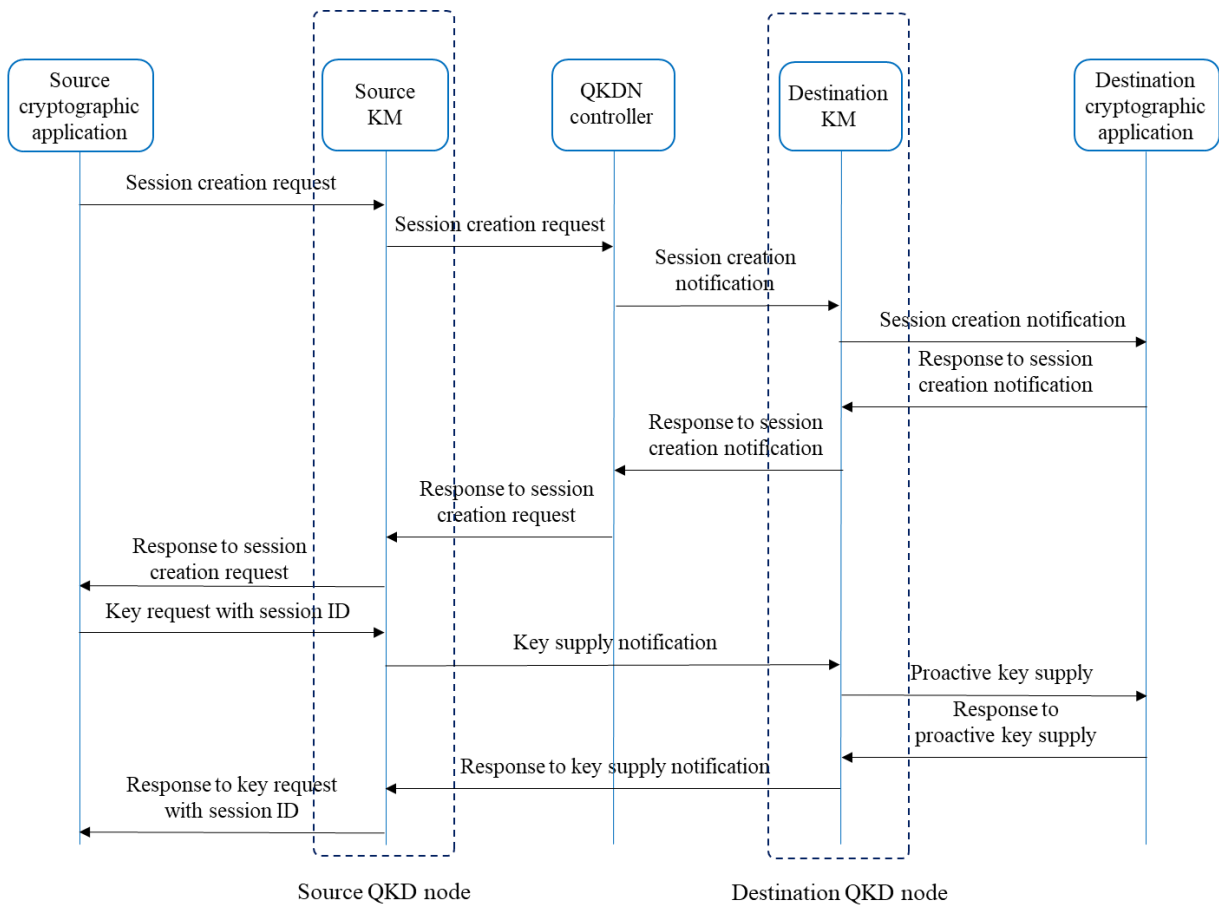 Source
cryptographic
application
Source
KM
QKDN
controller
Destination
KM
Destination
cryptographic
application
Session creation request
Session creation request
Session creation
notification
Session creation notification
Response to session
creation notification
Response to session
creation notification
Response to session
creation request
Response to session
creation request
Key request with session ID
Key supply notification
Proactive key supply
Response to
proactive key supply
Response to key supply notification
Response to key request
with session ID
Source QKD node
Destination QKD node